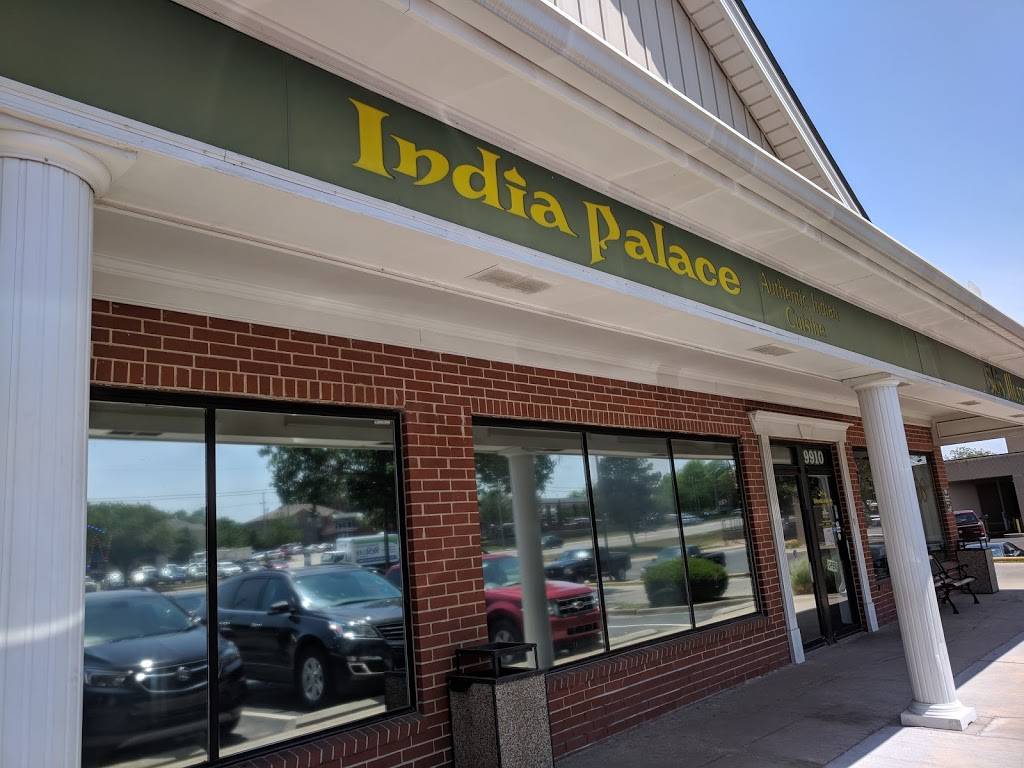 India Palace
Authentic Indian
Cuisine
9910